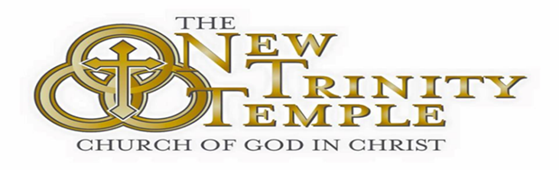 THE
NEW
TRINITY
TEMPLE
CHURCH OF GOD IN CHRIST